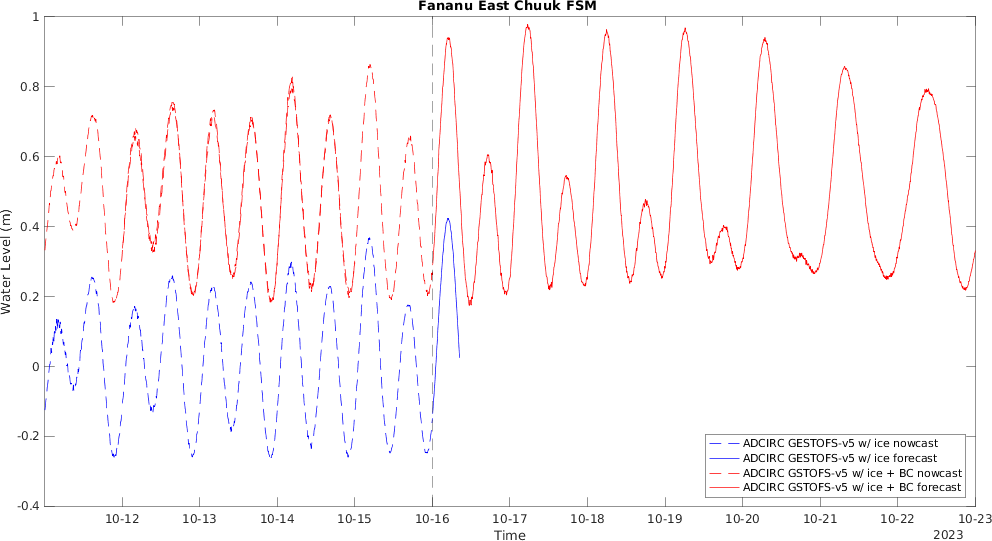 Fananu East Chuuk FSM
Water Level (m)
1
0.8
0.6
0.4
0.2
0
-0.2
-0.4
ADCIRC GESTOFS-v5 w/ ice nowcast
ADCIRC GESTOFS-v5 w/ ice forecast
ADCIRC GSTOFS-v5 w/ ice + BC nowcast
ADCIRC GSTOFS-v5 w/ ice + BC forecast
10-12 10-13 10-14 10-15 10-16 10-17 10-18 10-19 10-20 10-21 10-22 10-23
Time
2023